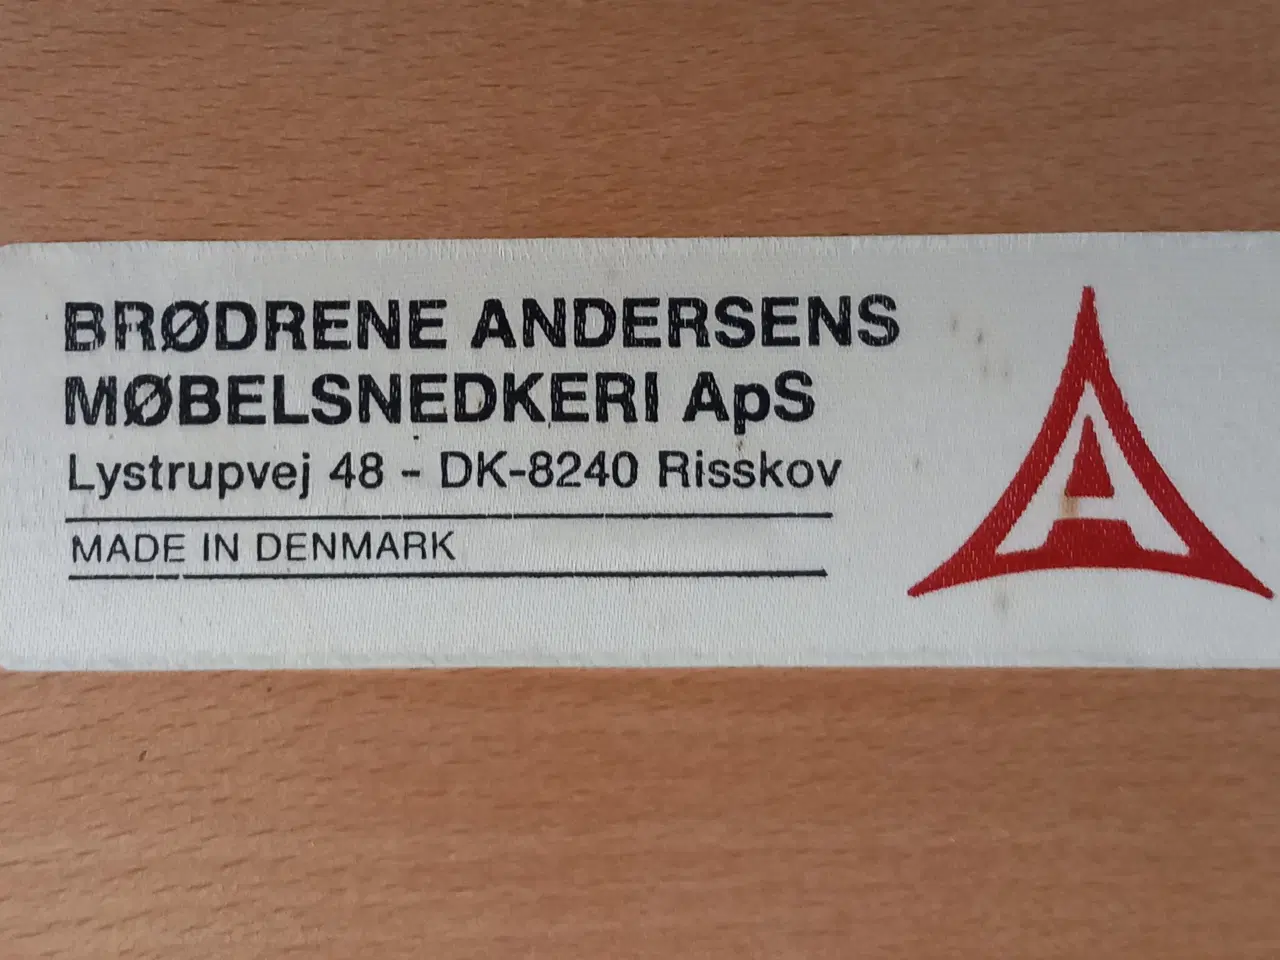 BRØDRENE ANDERSENS
MØBELSNEDKERI ApS
Lystrupvej 48 - DK-8240 Risskov
MADE IN DENMARK
A